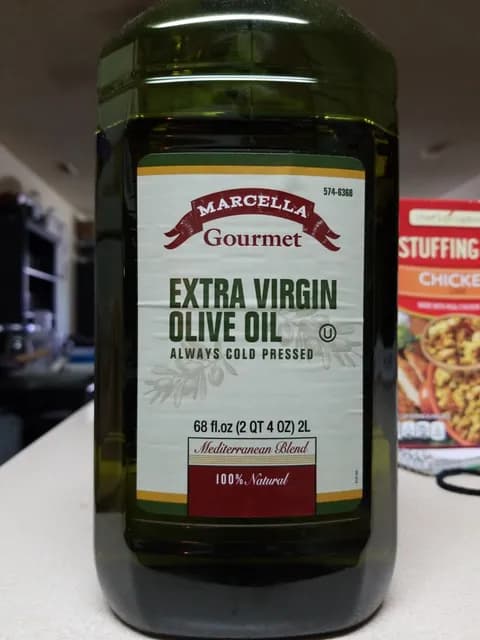 574-6368
MARCELLA
Gourmet
EXTRA VIRGIN
OLIVE OIL
U
ALWAYS COLD PRESSED
68 fl.oz (2 QT 4 OZ) 2L
Mediterranean Blend
100% Natural
STUFFING
CHICKE